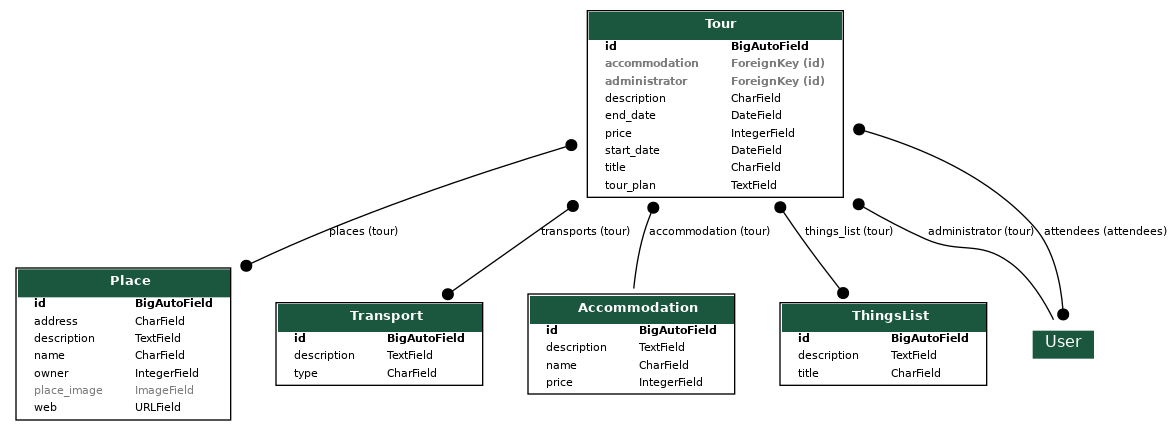 Tour
id BigAutoField
accommodation ForeignKey (id)
administrator ForeignKey (id)
description CharField
end_date DateField
price IntegerField
start_date DateField
title CharField
tour_plan TextField
places (tour) transports (tour) accommodation (tour) things_list (tour) administrator (tour) attendees (attendees)
Place
id BigAutoField
address CharField
description TextField
name CharField
owner IntegerField
place_image ImageField
web URLField
Transport
id BigAutoField
description TextField
type CharField
Accommodation
id BigAutoField
description TextField
name CharField
price IntegerField
ThingsList
id BigAutoField
description TextField
title CharField
User